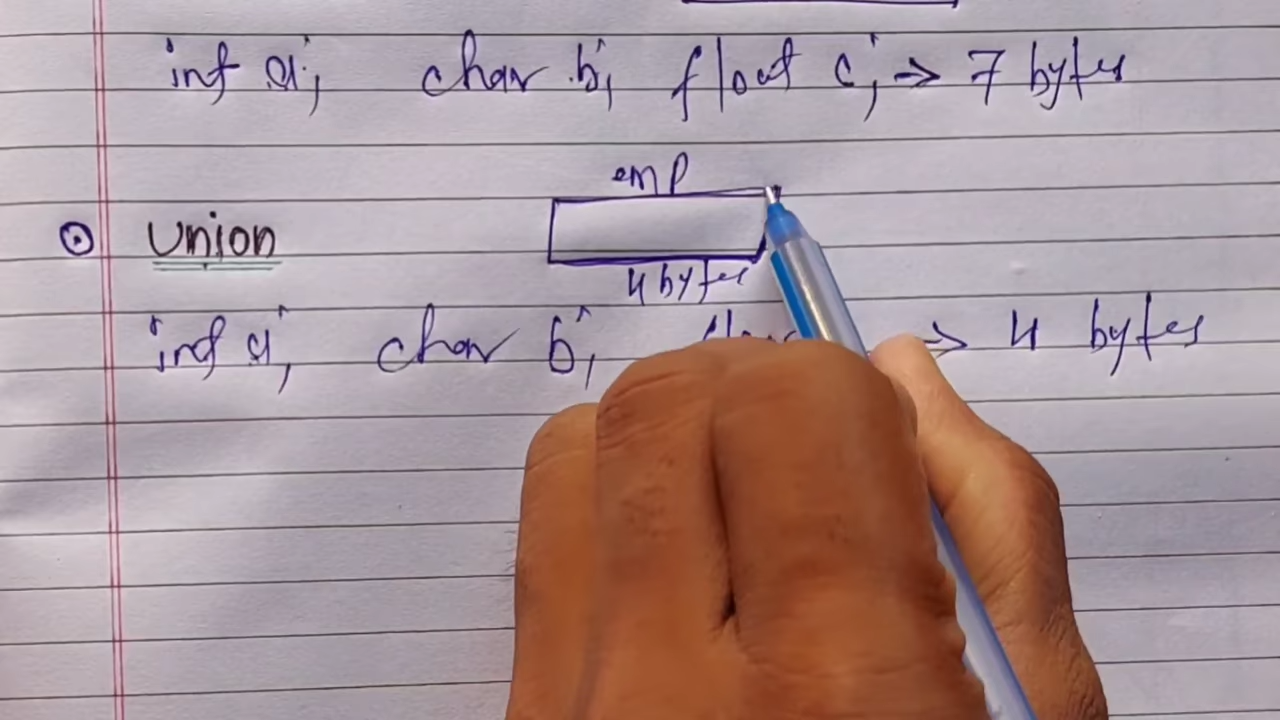 int a; char b; float c; → 7 bytes
emp
Union
4 bytes
int a; char b; → 4 bytes